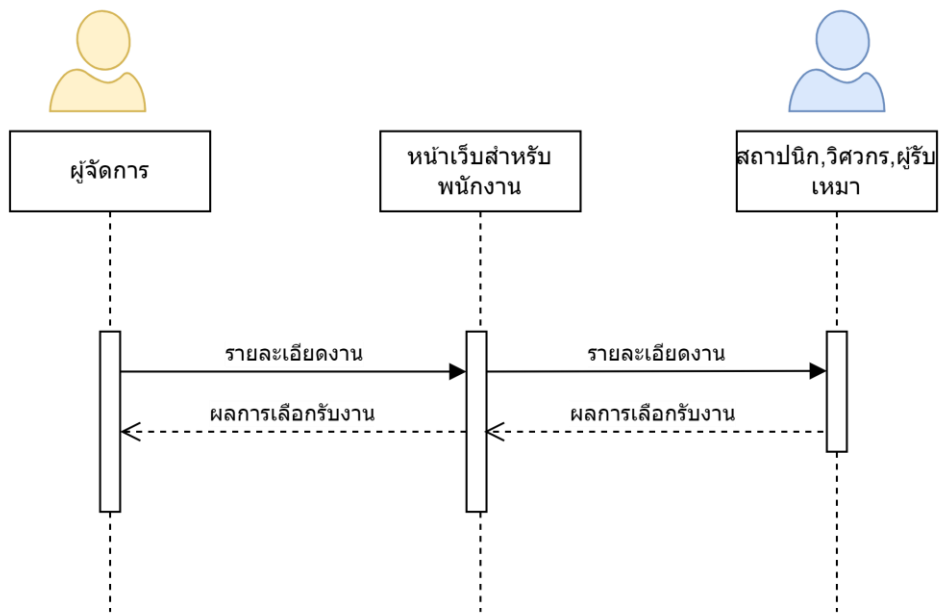 ผู้จัดการ
หน้าเว็บสำหรับ
พนักงาน
สถาปนิก,วิศวกร,ผู้รับ
เหมา
รายละเอียดงาน
รายละเอียดงาน
ผลการเลือกรับงาน
ผลการเลือกรับงาน